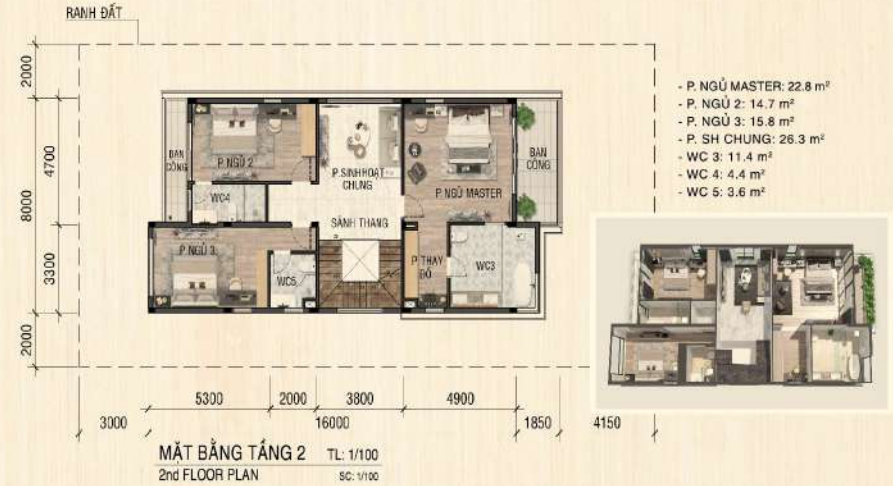 RANH ĐẤT
2000
4700
8000
3300
2000
BAN
CÔNG
P. NGỦ 2
WC4
P. NGỦ 3
WC5
P. SINH HOẠT
CHUNG
SẢNH THANG
P. NGỦ MASTER
P. THAY
ĐỒ
WC3
BAN
CÔNG
- P. NGỦ MASTER: 22.8 m²
- P. NGỦ 2: 14.7 m²
- P. NGỦ 3: 15.8 m²
- P. SH CHUNG: 26.3 m²
- WC 3: 11.4 m²
- WC 4: 4.4 m²
- WC 5: 3.6 m²
5300 2000 3800 4900
3000 16000 1850 4150
MẶT BẰNG TẦNG 2 TL: 1/100
2nd FLOOR PLAN SC: 1/100